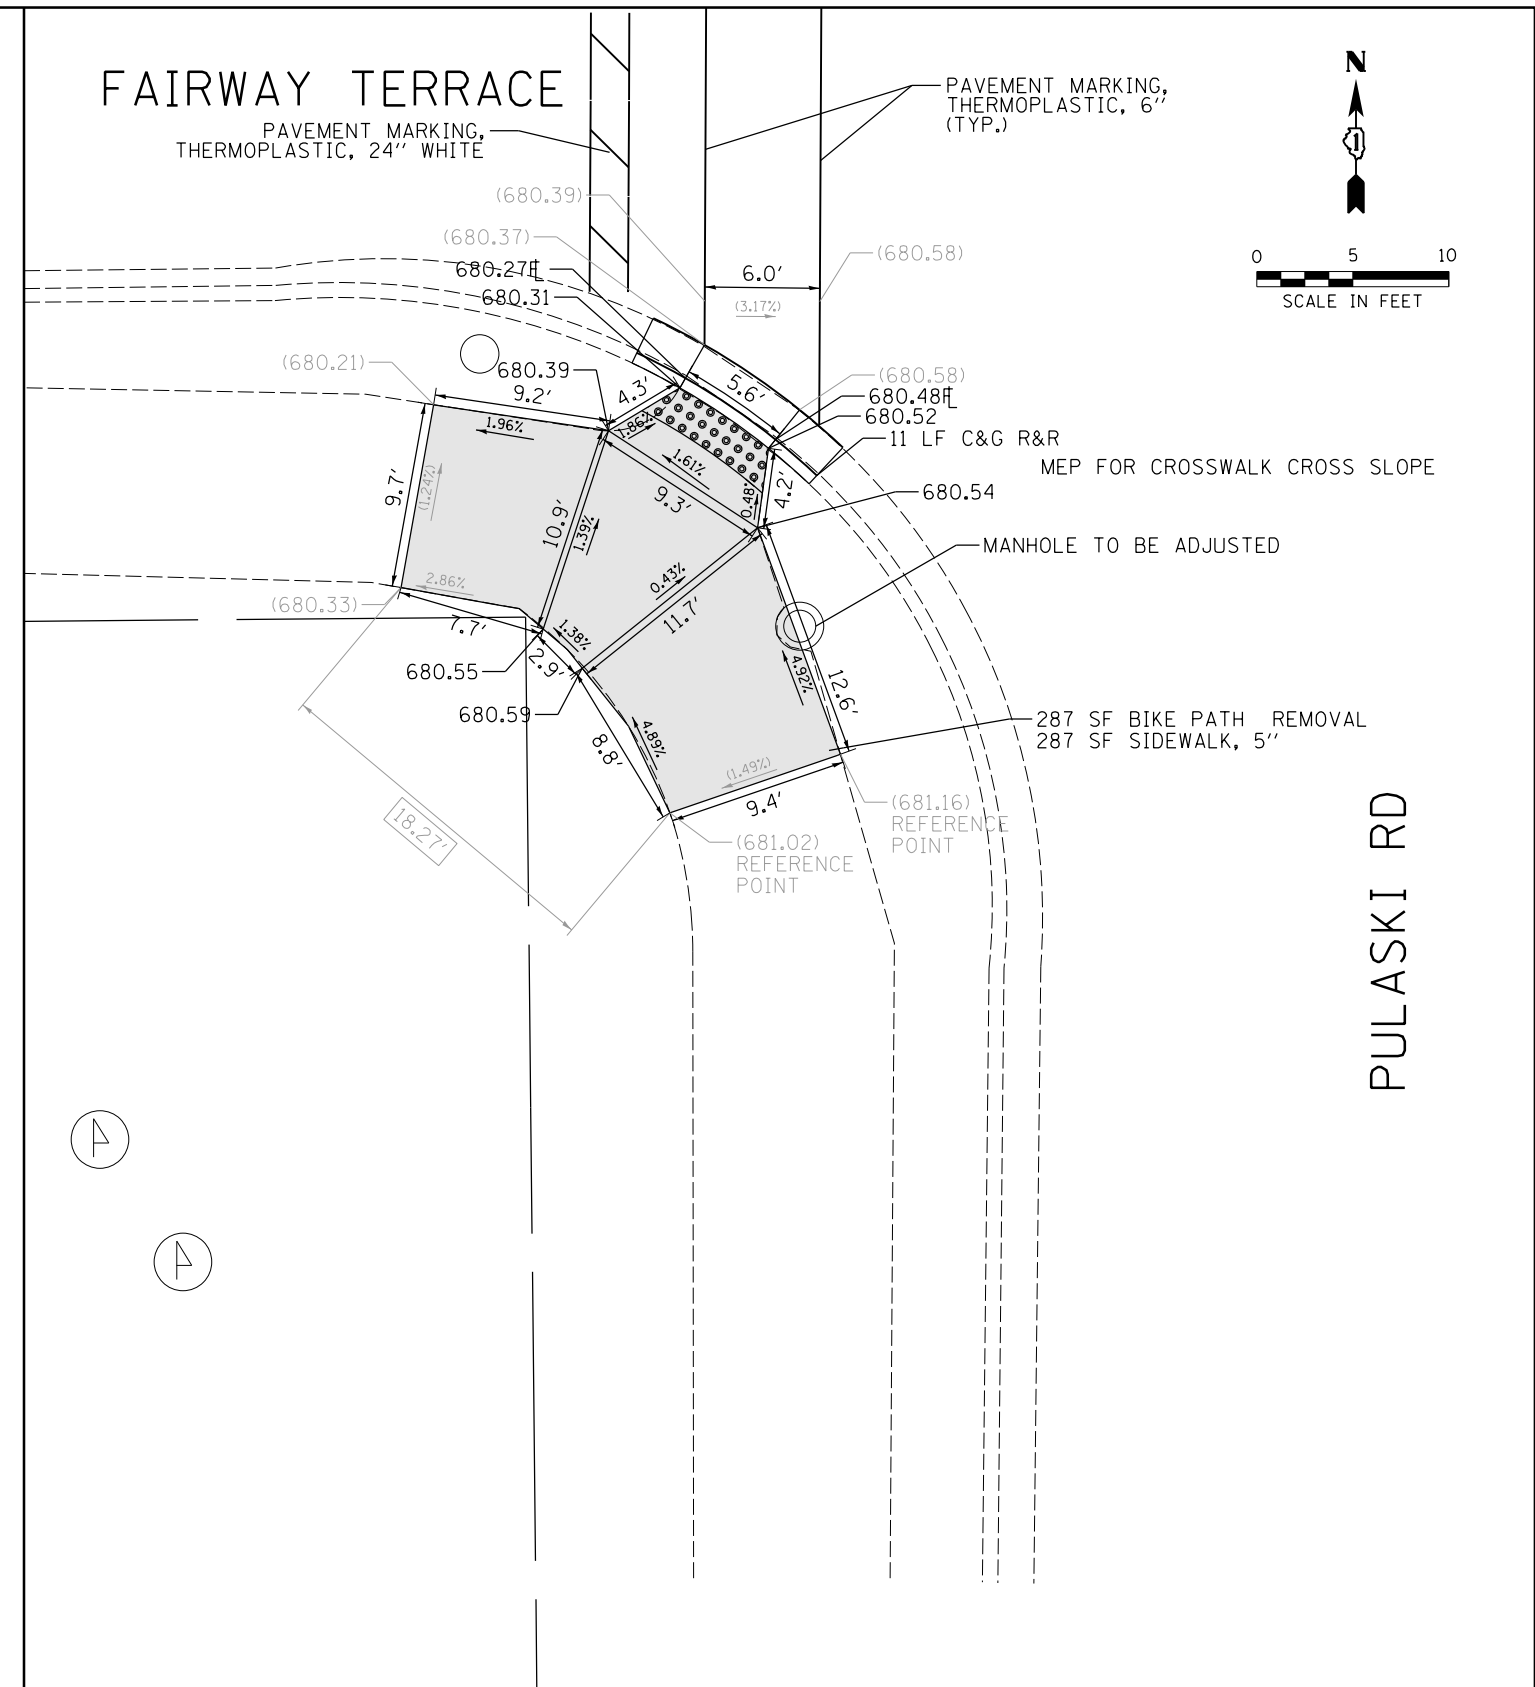 FAIRWAY TERRACE
PAVEMENT MARKING,
THERMOPLASTIC, 24" WHITE
PAVEMENT MARKING,
THERMOPLASTIC, 6"
(TYP.)
N
1
0 5 10
SCALE IN FEET
(680.39)
(680.37)
680.27FL
680.31
(680.58)
6.0'
(3.17%)
(680.21)
680.39
9.2'
4.3'
5.6'
(680.58)
680.48FL
680.52
11 LF C&G R&R
MEP FOR CROSSWALK CROSS SLOPE
1.96%
1.86%
1.61%
9.3'
0.48%
4.2'
680.54
9.7'
(1.24%)
10.9'
1.39%
MANHOLE TO BE ADJUSTED
2.86%
0.43%
11.7'
(680.33)
7.7'
1.38%
2.9'
680.55
680.59
4.92%
12.6'
4.89%
8.8'
287 SF BIKE PATH REMOVAL
287 SF SIDEWALK, 5"
(1.49%)
9.4'
18.27'
(681.16)
REFERENCE
POINT
(681.02)
REFERENCE
POINT
PULASKI RD
4
4